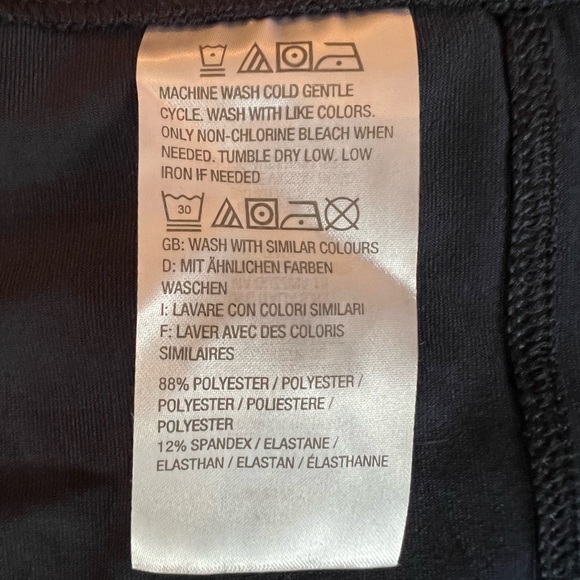 MACHINE WASH COLD GENTLE
CYCLE. WASH WITH LIKE COLORS.
ONLY NON-CHLORINE BLEACH WHEN
NEEDED. TUMBLE DRY LOW. LOW
IRON IF NEEDED
30
GB: WASH WITH SIMILAR COLOURS
D: MIT ÄHNLICHEN FARBEN
WASCHEN
I: LAVARE CON COLORI SIMILARI
F: LAVER AVEC DES COLORIS
SIMILAIRES
88% POLYESTER / POLYESTER /
POLYESTER / POLIESTERE /
POLYESTER
12% SPANDEX / ELASTANE /
ELASTHAN / ELASTAN / ÉLASTHANNE